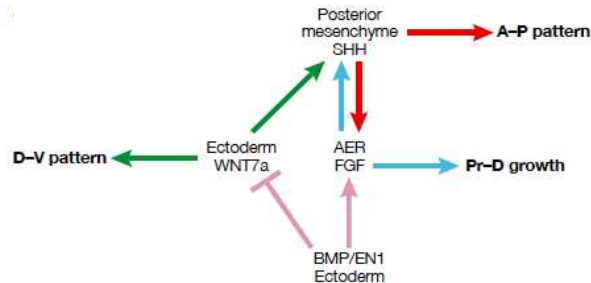 Posterior
mesenchyme
SHH
A–P pattern
D–V pattern
Ectoderm
WNT7a
AER
FGF
Pr–D growth
BMP/EN1
Ectoderm